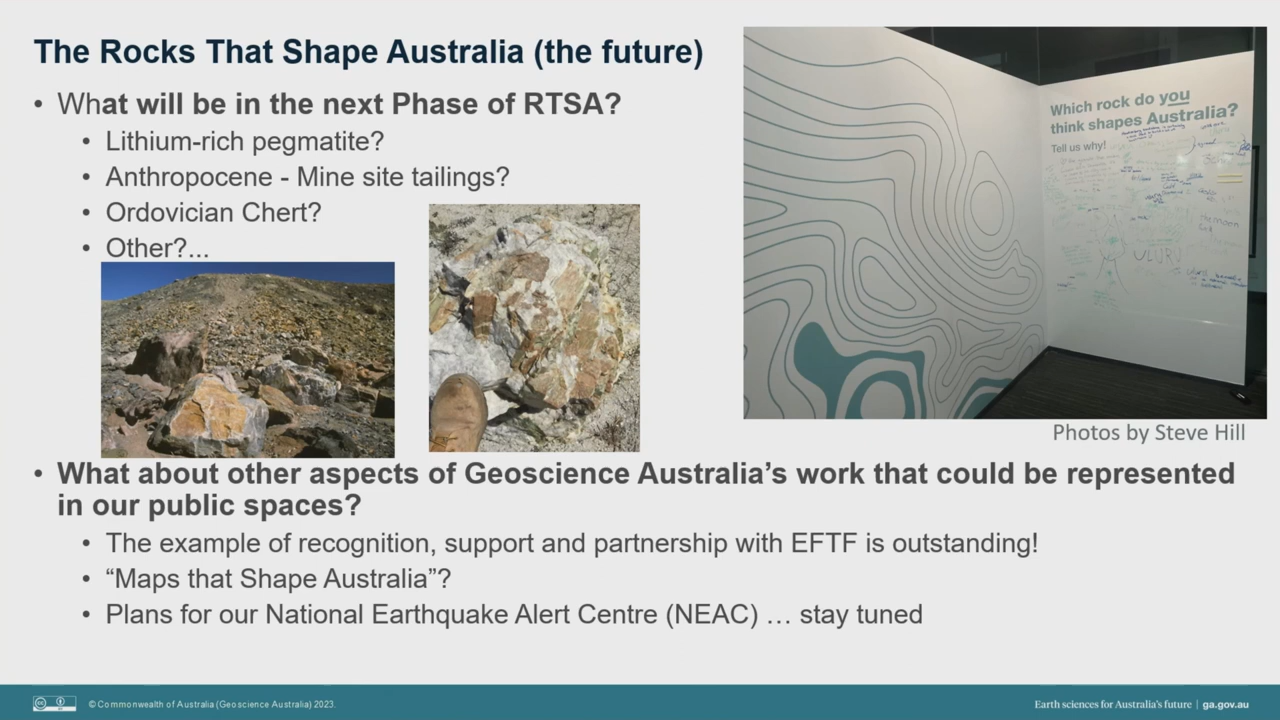 The Rocks That Shape Australia (the future)
• What will be in the next Phase of RTSA?
• Lithium-rich pegmatite?
• Anthropocene - Mine site tailings?
• Ordovician Chert?
• Other?...
Which rock do you
think shapes Australia?
Tell us why!
ULURU
Photos by Steve Hill
• What about other aspects of Geoscience Australia’s work that could be represented
in our public spaces?
• The example of recognition, support and partnership with EFTF is outstanding!
• “Maps that Shape Australia”?
• Plans for our National Earthquake Alert Centre (NEAC) … stay tuned
© Commonwealth of Australia (Geoscience Australia) 2023.
Earth sciences for Australia’s future | ga.gov.au